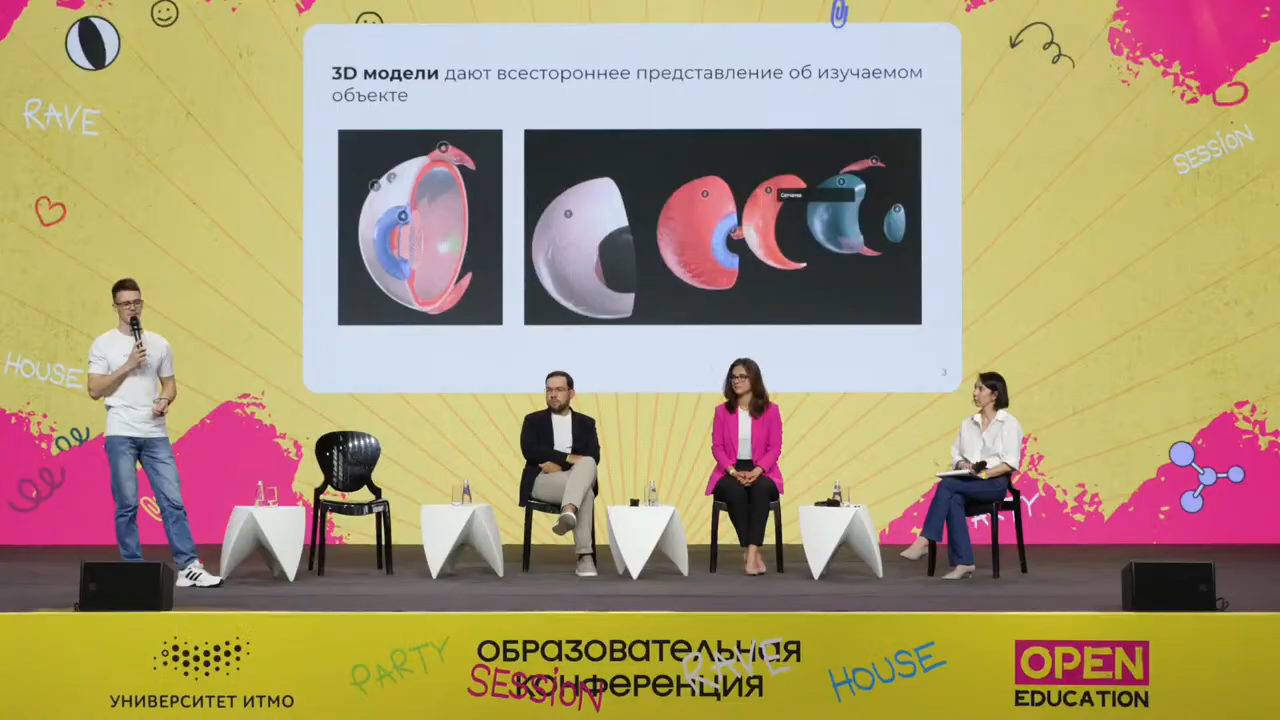 3D модели дают всестороннее представление об изучаемом
объекте
3
RAVE
SESSION
HOUSE
УНИВЕРСИТЕТ ИТМО
PARTY
ОБРАЗОВАТЕЛЬНАЯ
КОНФЕРЕНЦИЯ
SESSION
RAVE
HOUSE
OPEN
EDUCATION